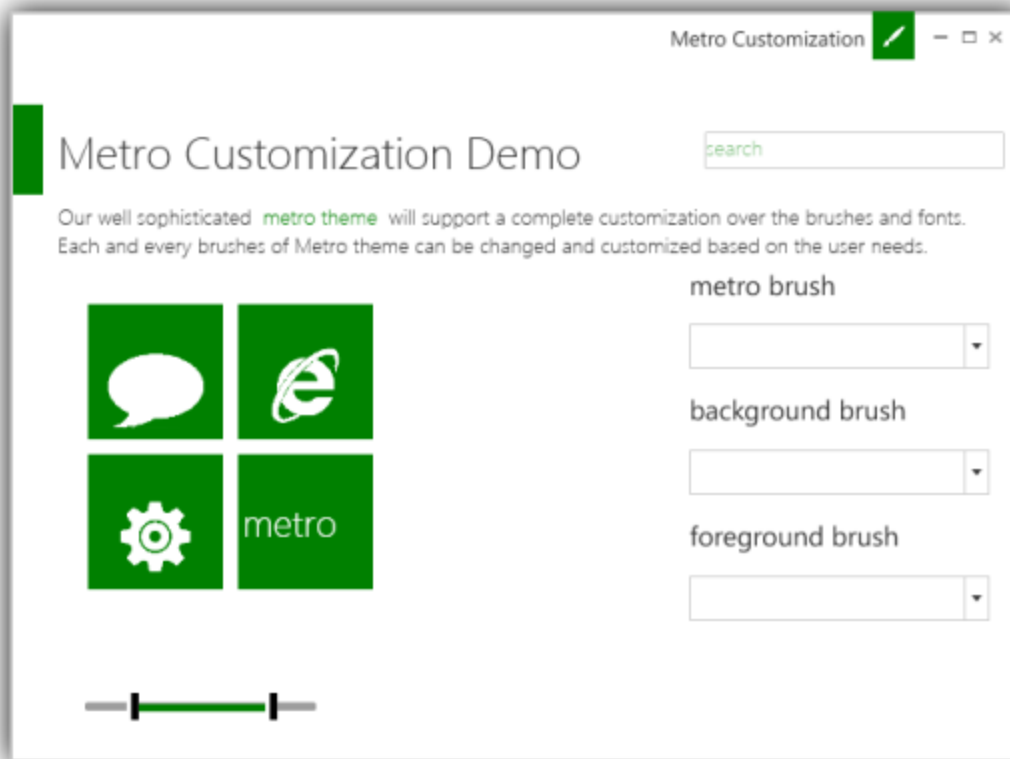 Metro Customization
Metro Customization Demo
search
Our well sophisticated metro theme will support a complete customization over the brushes and fonts.
Each and every brushes of Metro theme can be changed and customized based on the user needs.
metro brush
background brush
metro
foreground brush